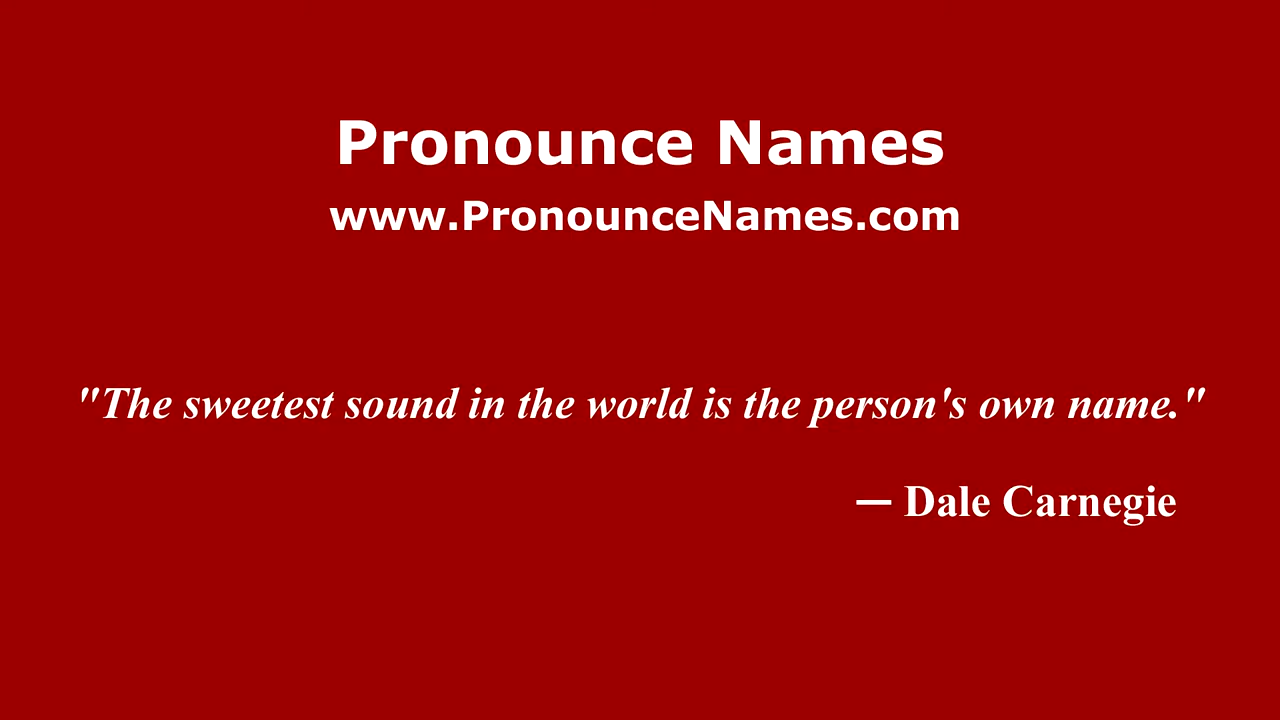 Pronounce Names
www.PronounceNames.com
"The sweetest sound in the world is the person's own name."
— Dale Carnegie